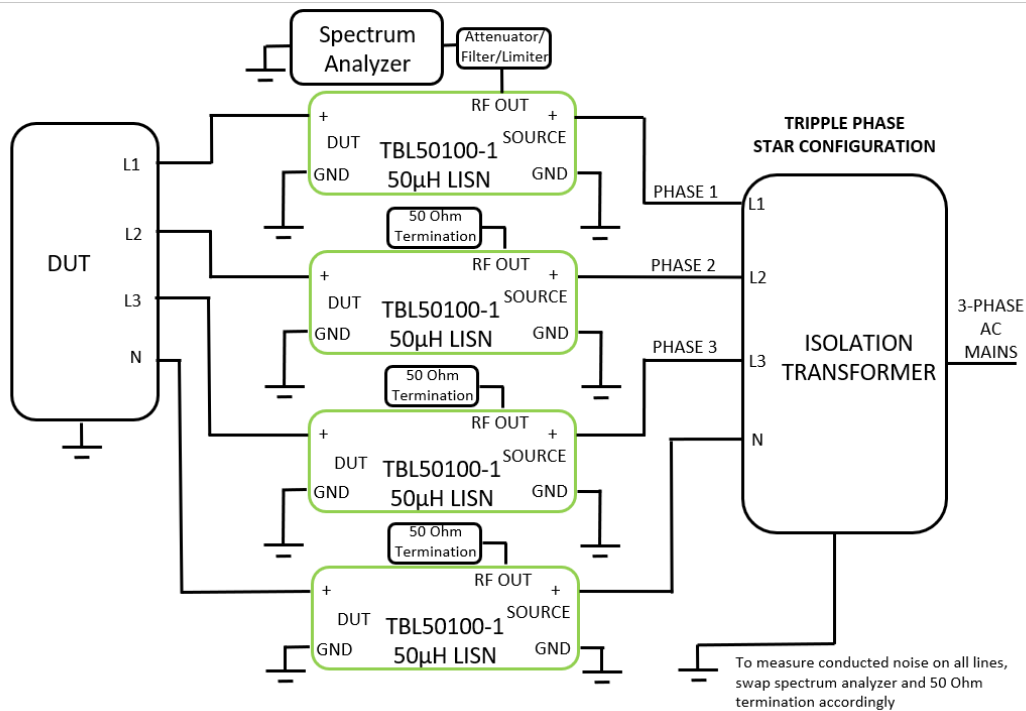 Spectrum
Analyzer
Attenuator/
Filter/Limiter
RF OUT
+
+
DUT
SOURCE
TBL50100-1
50µH LISN
GND
GND
TRIPPLE PHASE
STAR CONFIGURATION
DUT
L1
L2
L3
N
50 Ohm
Termination
RF OUT
+
+
DUT
SOURCE
TBL50100-1
50µH LISN
GND
GND
50 Ohm
Termination
RF OUT
+
+
DUT
SOURCE
TBL50100-1
50µH LISN
GND
GND
50 Ohm
Termination
RF OUT
+
+
DUT
SOURCE
TBL50100-1
50µH LISN
GND
GND
PHASE 1
PHASE 2
PHASE 3
L1
L2
L3
N
ISOLATION
TRANSFORMER
3-PHASE
AC
MAINS
To measure conducted noise on all lines,
swap spectrum analyzer and 50 Ohm
termination accordingly